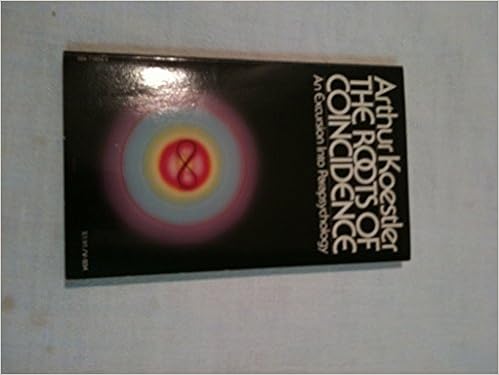 Arthur Koestler
THE ROOTS OF
COINCIDENCE
An Excursion Into Parapsychology